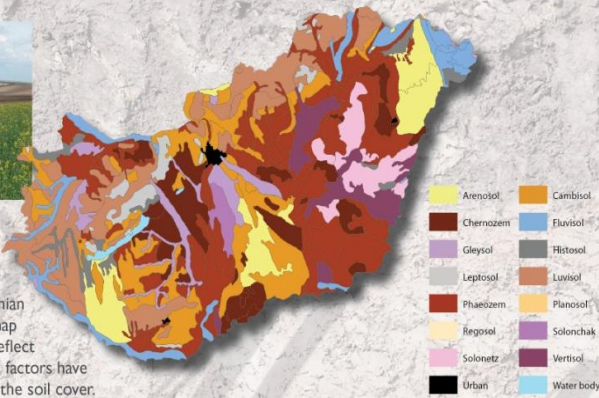 Arenosol
Cambisol
Chernozem
Fluvisol
Gleysol
Histosol
Leptosol
Luvisol
Phaeozem
Planosol
Regosol
Solonchak
Solonetz
Vertisol
Urban
Water body
nian
ap
eflect
factors have
the soil cover.